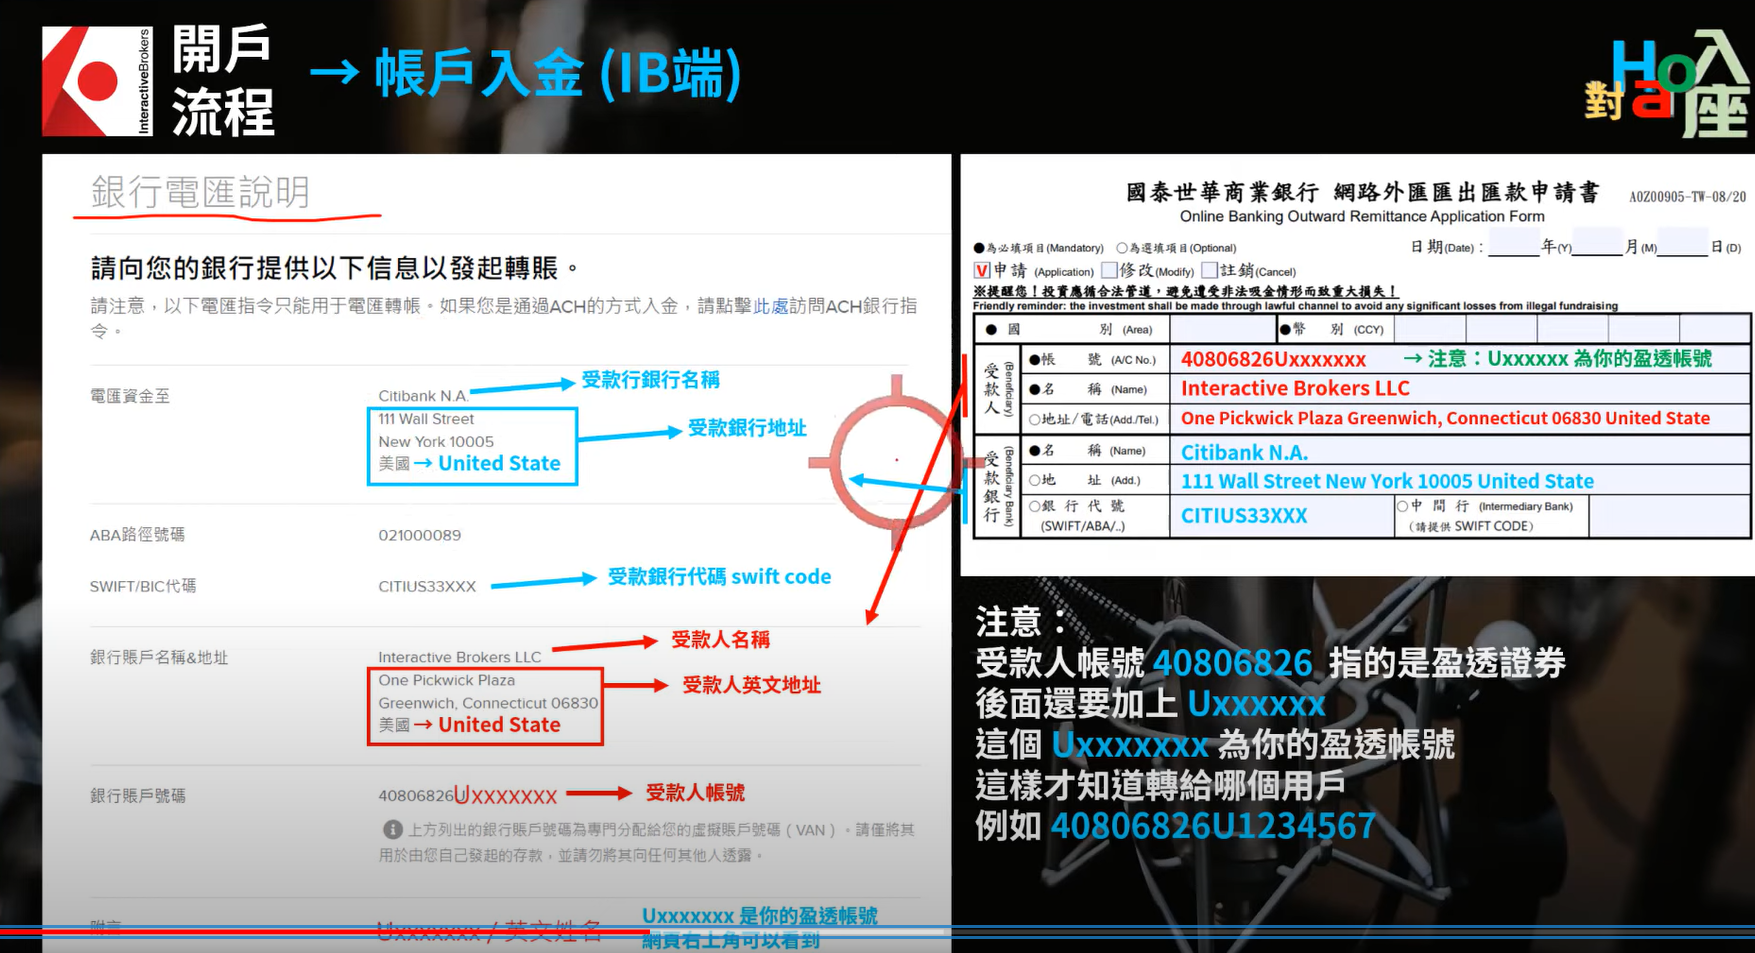 InteractiveBrokers
開戶
流程
→ 帳戶入金 (IB端)
Hao
對
a
入
座
銀行電匯說明
請向您的銀行提供以下信息以發起轉賬。
請注意，以下電匯指令只能用于電匯轉帳。如果您是通過ACH的方式入金，請點擊此處訪問ACH銀行指
令。
電匯資金至
Citibank N.A.
受款行銀行名稱
111 Wall Street
New York 10005
美國 → United State
受款銀行地址
ABA路徑號碼
021000089
SWIFT/BIC代碼
CITIUS33XXX
受款銀行代碼 swift code
銀行賬戶名稱&地址
Interactive Brokers LLC
受款人名稱
One Pickwick Plaza
Greenwich, Connecticut 06830
美國 → United State
受款人英文地址
銀行賬戶號碼
40806826Uxxxxxxx
受款人帳號
上方列出的銀行賬戶號碼為專門分配給您的虛擬賬戶號碼（VAN）。請僅將其
用於由您自己發起的存款，並請勿將其向任何其他人透露。
附言
Uxxxxxxx / 英文姓名
Uxxxxxxx 是你的盈透帳號
網頁右上角可以看到
國泰世華商業銀行 網路外匯匯出匯款申請書
A0Z00905-TW-08/20
Online Banking Outward Remittance Application Form
●為必填項目(Mandatory) ○為選填項目(Optional)
日期(Date)： 年(Y) 月(M) 日(D)
V申請 (Application) 修改(Modify) 註銷(Cancel)
※提醒您！投資應循合法管道，避免遭受非法吸金情形而致重大損失！
Friendly reminder: the investment shall be made through lawful channel to avoid any significant losses from illegal fundraising
●國 別 (Area)
●幣 別 (CCY)
受款人 (Beneficiary)
●帳 號 (A/C No.)
40806826Uxxxxxxx → 注意：Uxxxxxx 為你的盈透帳號
●名 稱 (Name)
Interactive Brokers LLC
○地址/電話(Add./Tel.)
One Pickwick Plaza Greenwich, Connecticut 06830 United State
受款銀行 (Beneficiary Bank)
●名 稱 (Name)
Citibank N.A.
○地 址 (Add.)
111 Wall Street New York 10005 United State
○銀行代號
(SWIFT/ABA/..)
CITIUS33XXX
○中間行 (Intermediary Bank)
(請提供 SWIFT CODE)
注意：
受款人帳號 40806826 指的是盈透證券
後面還要加上 Uxxxxxx
這個 Uxxxxxxx 為你的盈透帳號
這樣才知道轉給哪個用戶
例如 40806826U1234567